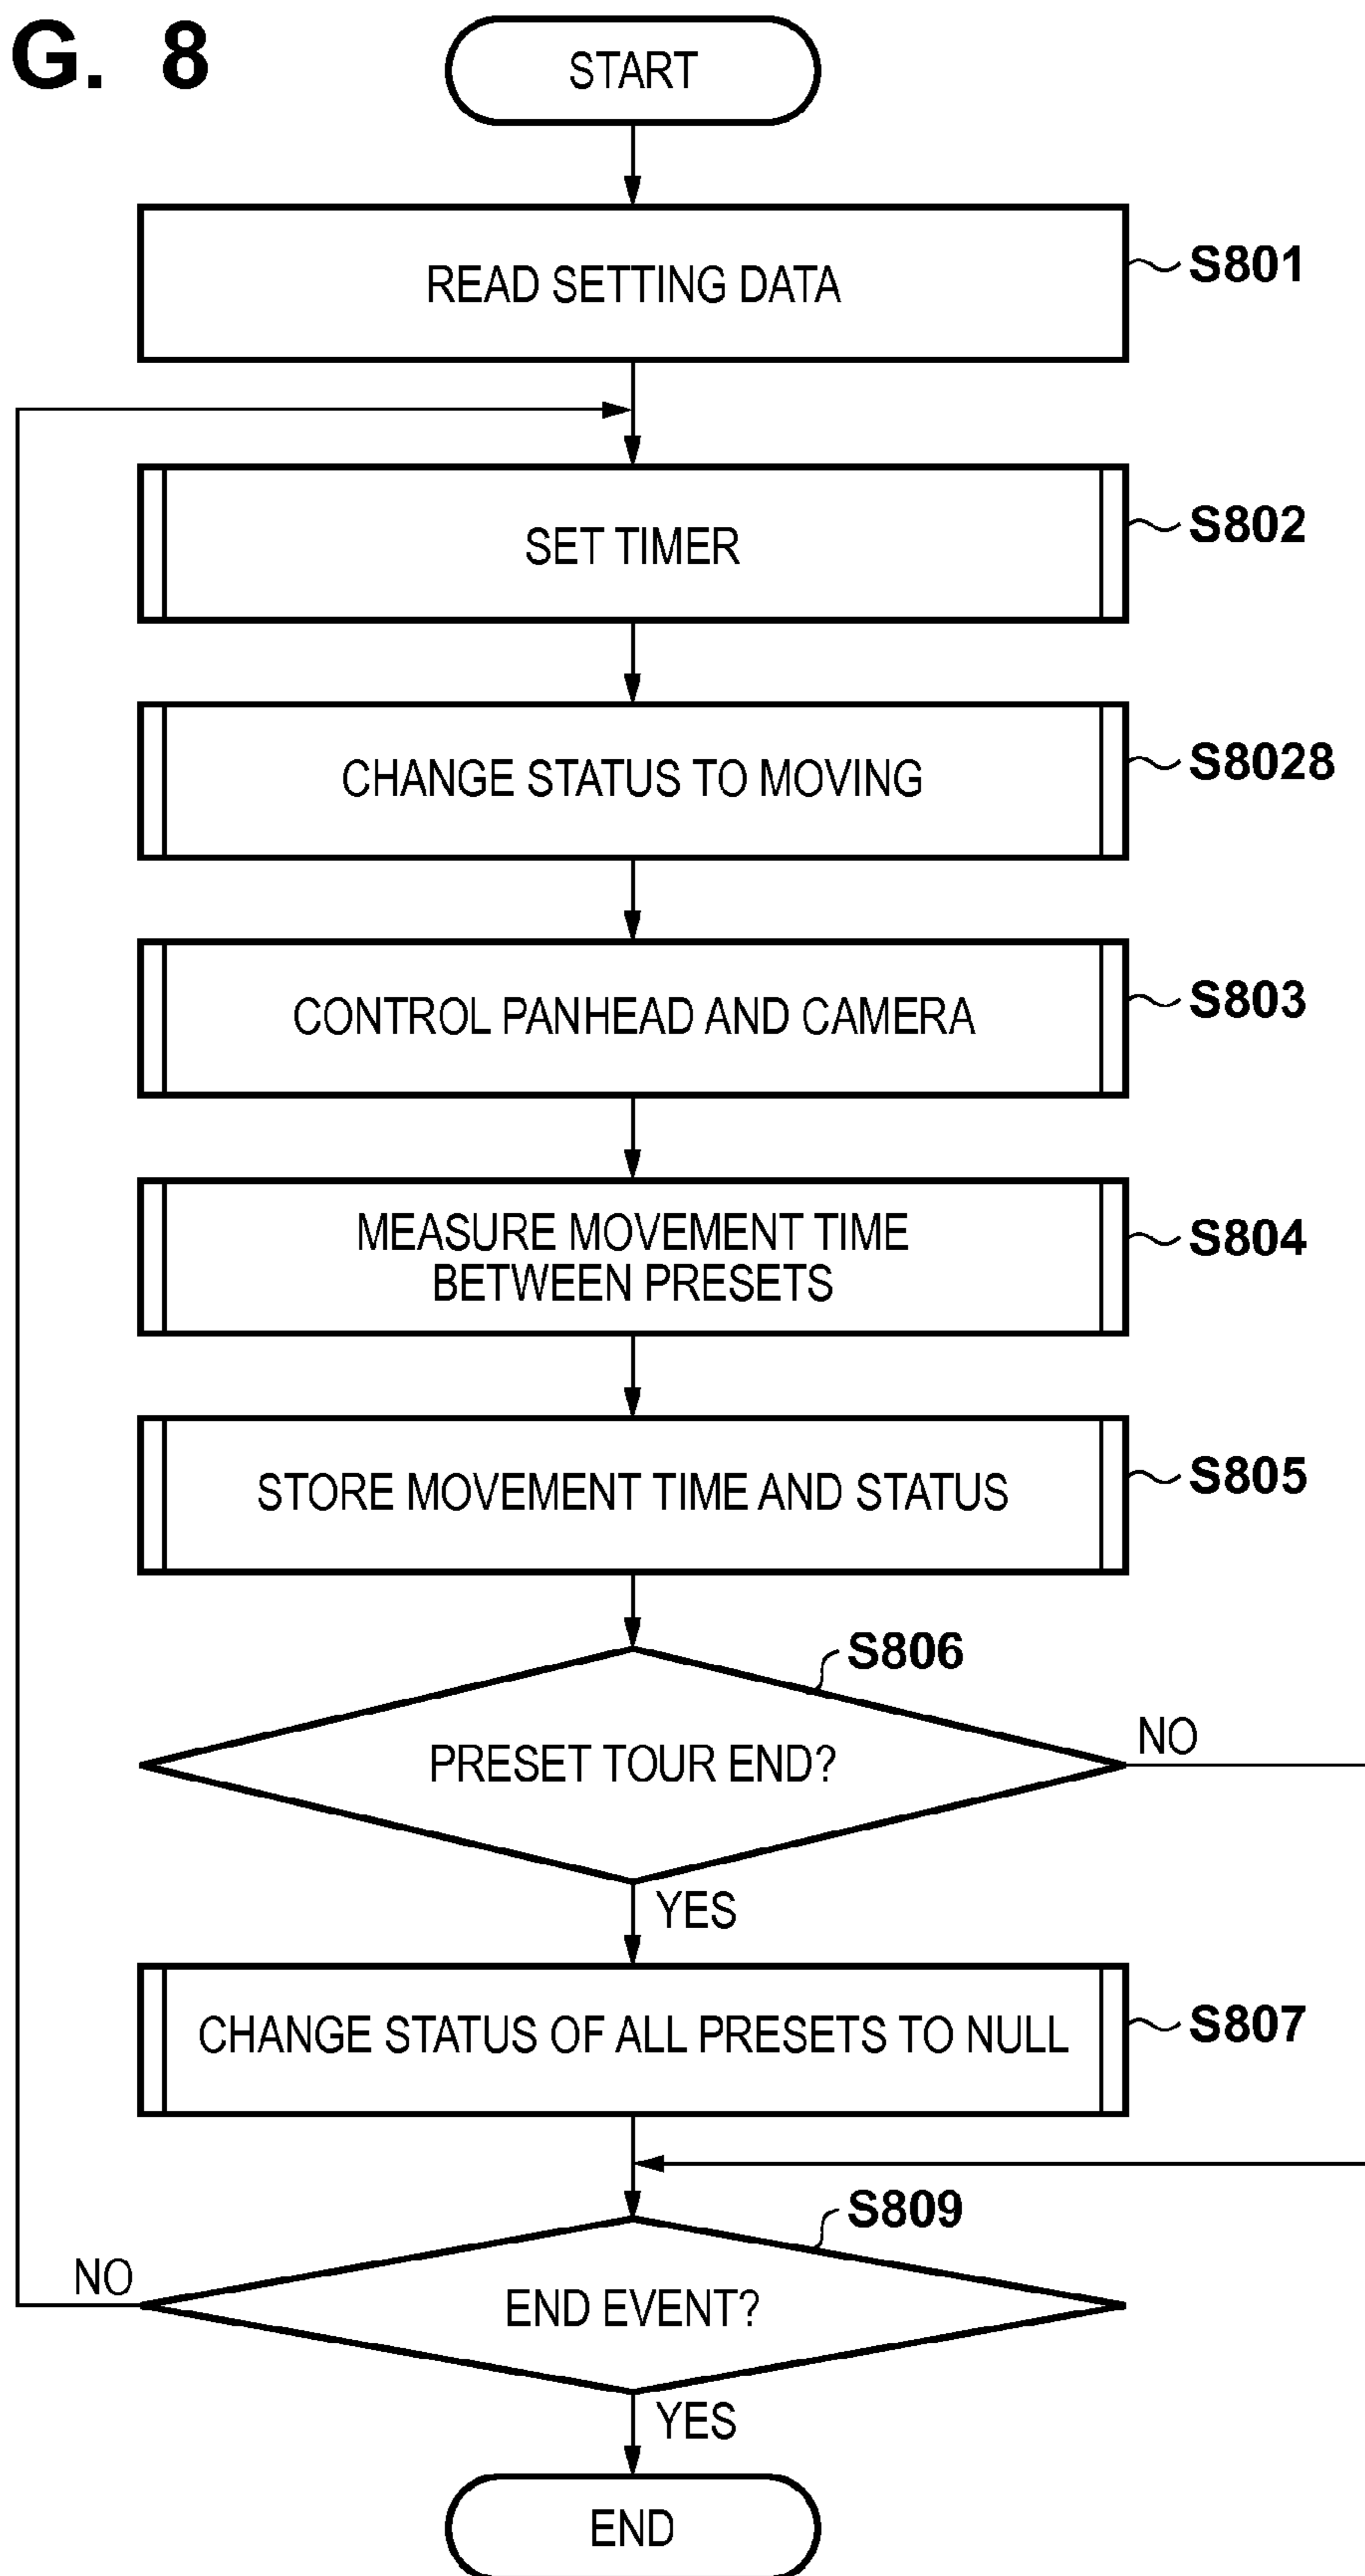 G. 8
START
READ SETTING DATA
S801
SET TIMER
S802
CHANGE STATUS TO MOVING
S8028
CONTROL PANHEAD AND CAMERA
S803
MEASURE MOVEMENT TIME
BETWEEN PRESETS
S804
STORE MOVEMENT TIME AND STATUS
S805
S806
PRESET TOUR END?
NO
YES
CHANGE STATUS OF ALL PRESETS TO NULL
S807
S809
NO
END EVENT?
YES
END